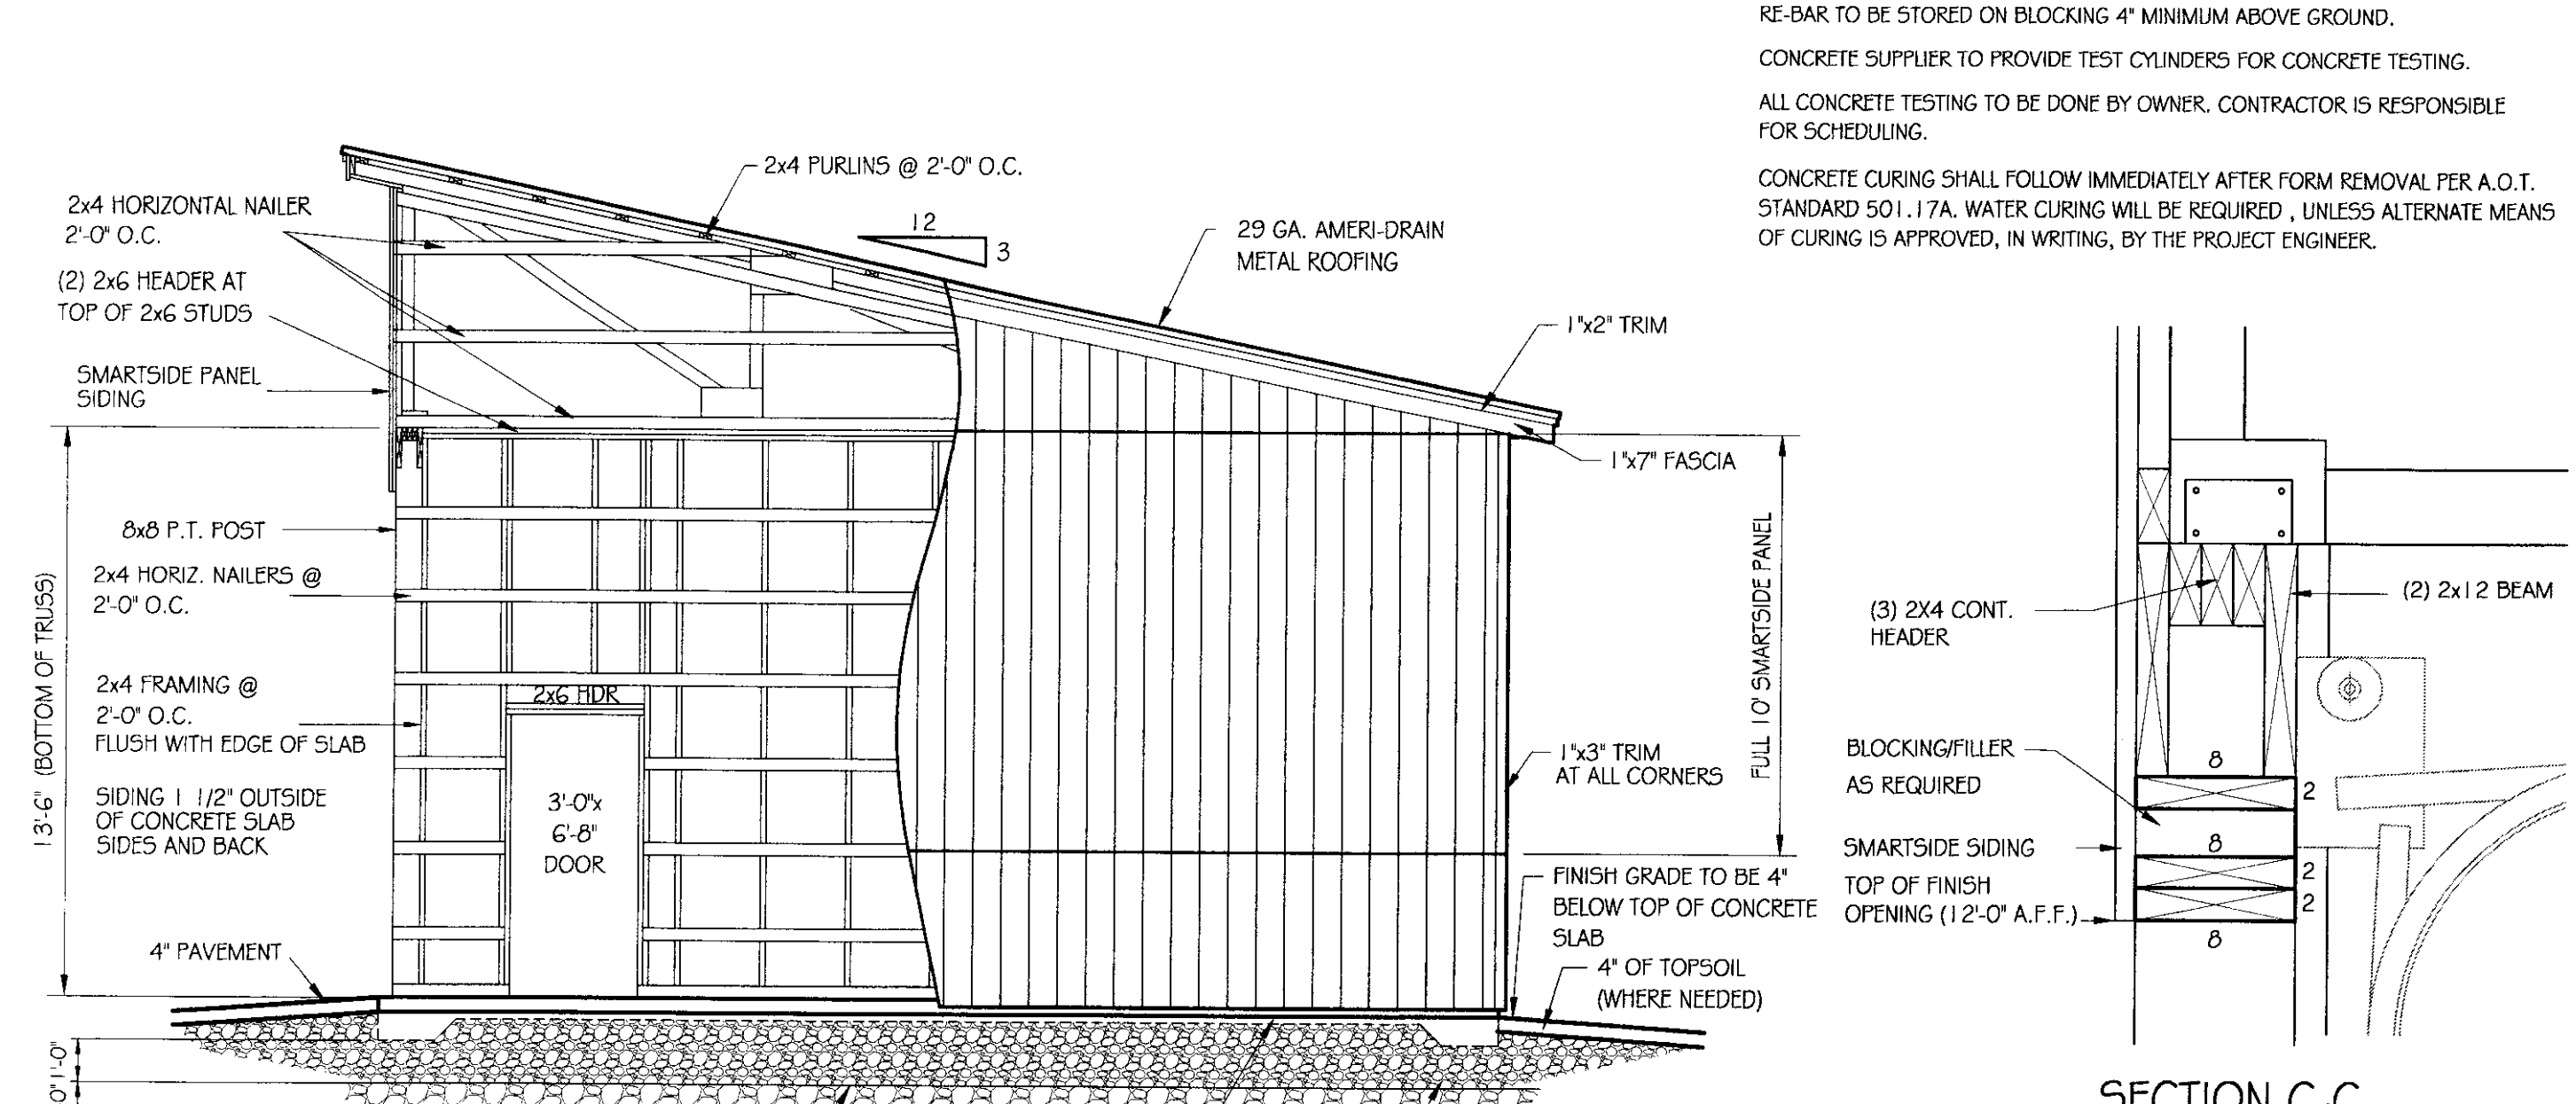 RE-BAR TO BE STORED ON BLOCKING 4" MINIMUM ABOVE GROUND.
CONCRETE SUPPLIER TO PROVIDE TEST CYLINDERS FOR CONCRETE TESTING.
ALL CONCRETE TESTING TO BE DONE BY OWNER. CONTRACTOR IS RESPONSIBLE
FOR SCHEDULING.
CONCRETE CURING SHALL FOLLOW IMMEDIATELY AFTER FORM REMOVAL PER A.O.T.
STANDARD 501.17A. WATER CURING WILL BE REQUIRED , UNLESS ALTERNATE MEANS
OF CURING IS APPROVED, IN WRITING, BY THE PROJECT ENGINEER.
2x4 PURLINS @ 2'-0" O.C.
12
3
29 GA. AMERI-DRAIN
METAL ROOFING
1"x2" TRIM
1"x7" FASCIA
2x4 HORIZONTAL NAILER
2'-0" O.C.
(2) 2x6 HEADER AT
TOP OF 2x6 STUDS
SMARTSIDE PANEL
SIDING
8x8 P.T. POST
2x4 HORIZ. NAILERS @
2'-0" O.C.
13'-6" (BOTTOM OF TRUSS)
2x4 FRAMING @
2'-0" O.C.
FLUSH WITH EDGE OF SLAB
SIDING 1 1/2" OUTSIDE
OF CONCRETE SLAB
SIDES AND BACK
2x6 HDR
3'-0"x
6'-8"
DOOR
4" PAVEMENT
1'-0"
0"
FULL 10' SMARTSIDE PANEL
1"x3" TRIM
AT ALL CORNERS
FINISH GRADE TO BE 4"
BELOW TOP OF CONCRETE
SLAB
4" OF TOPSOIL
(WHERE NEEDED)
(3) 2X4 CONT.
HEADER
(2) 2x12 BEAM
BLOCKING/FILLER
AS REQUIRED
SMARTSIDE SIDING
TOP OF FINISH
OPENING (12'-0" A.F.F.)
8
2
8
2
2
8
SECTION C-C